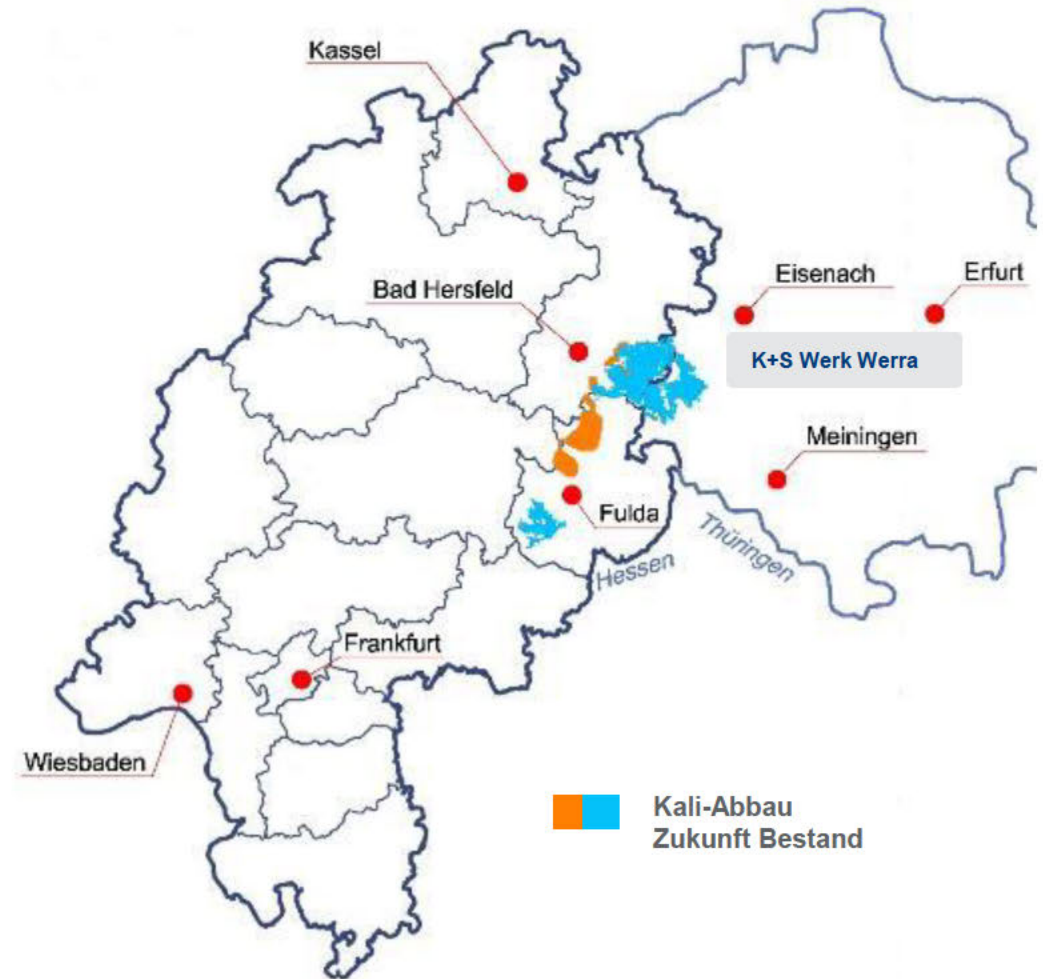 Kassel
Bad Hersfeld
Eisenach
Erfurt
K+S Werk Werra
Meiningen
Fulda
Thüringen
Hessen
Frankfurt
Wiesbaden
Kali-Abbau
Zukunft Bestand